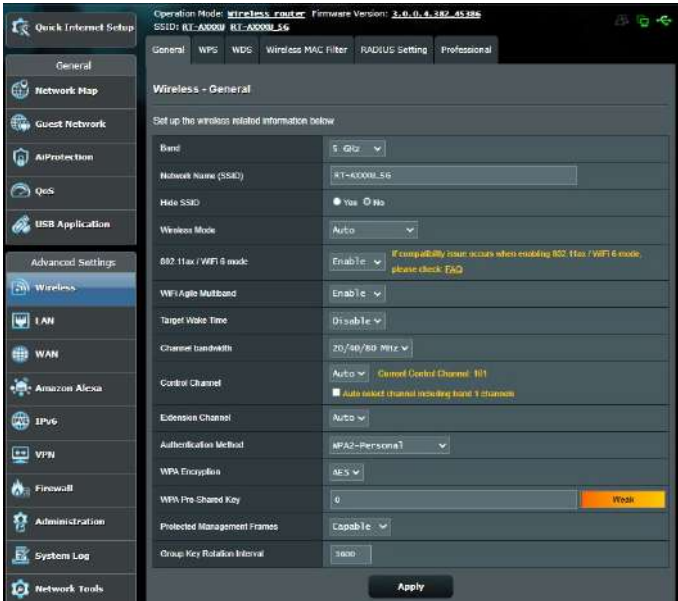 Quick Internet Setup
Operation Mode: Wireless router Firmware Version: 3.0.0.4.382_45386
SSID: RT-AXXXU RT-AXXXU_5G
General WPS WDS Wireless MAC Filter RADIUS Setting Professional
General
Network Map
Guest Network
AiProtection
QoS
USB Application
Advanced Settings
Wireless
LAN
WAN
Amazon Alexa
IPv6
VPN
Firewall
Administration
System Log
Network Tools
Wireless - General
Set up the wireless related information below
Band 5 GHz
Network Name (SSID) RT-AXXXU_5G
Hide SSID Yes No
Wireless Mode Auto
802.11ax / WiFi 6 mode Enable If compatibility issue occurs when enabling 802.11ax / WiFi 6 mode, please check: FAQ
WiFi Agile Multiband Enable
Target Wake Time Disable
Channel bandwidth 20/40/80 MHz
Control Channel Auto Current Control Channel: 161
Auto select channel including band 1 channels
Extension Channel Auto
Authentication Method WPA2-Personal
WPA Encryption AES
WPA Pre-Shared Key 0 Weak
Protected Management Frames Capable
Group Key Rotation Interval 3600
Apply